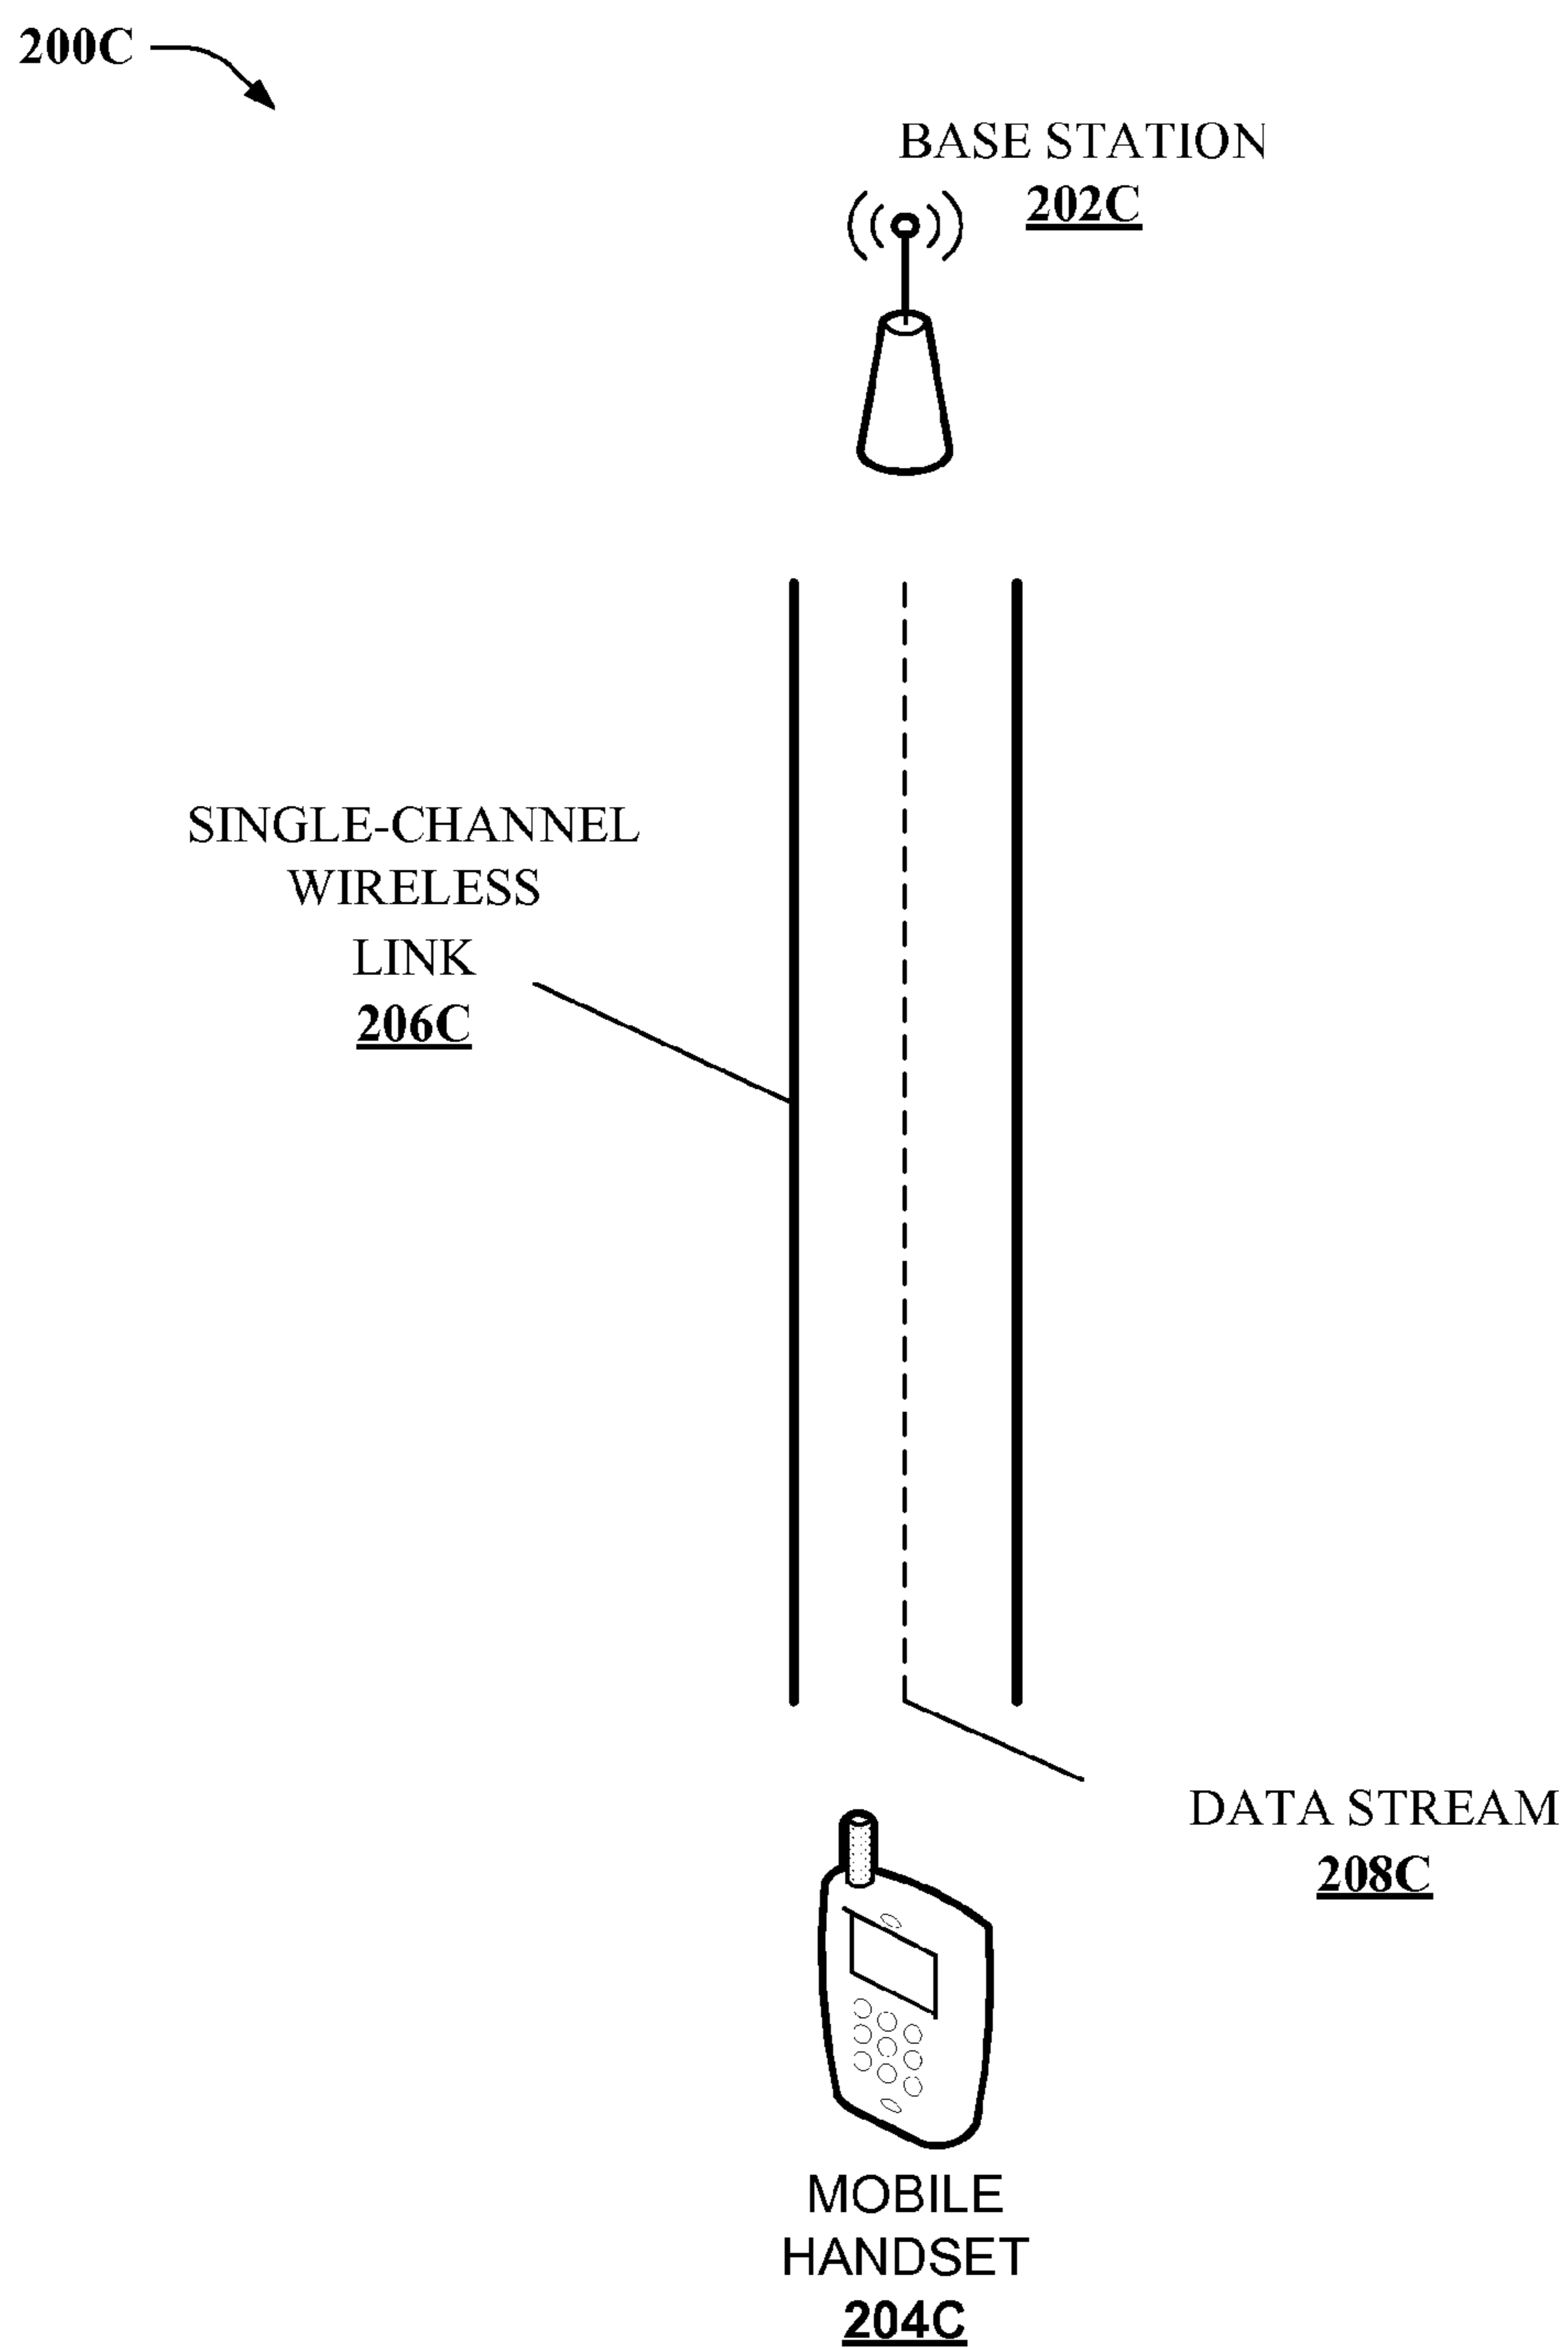 200C
BASE STATION
202C
SINGLE-CHANNEL
WIRELESS
LINK
206C
DATA STREAM
208C
MOBILE
HANDSET
204C